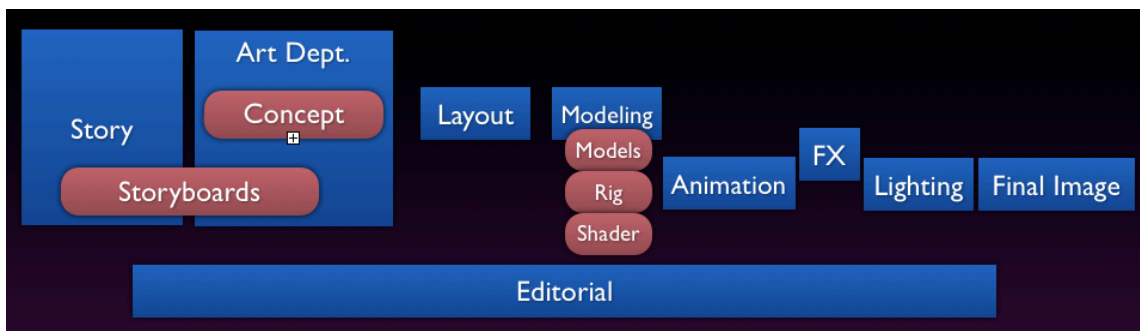 Story
Art Dept.
Concept
Storyboards
Layout
Modeling
Models
Rig
Shader
Animation
FX
Lighting
Final Image
Editorial